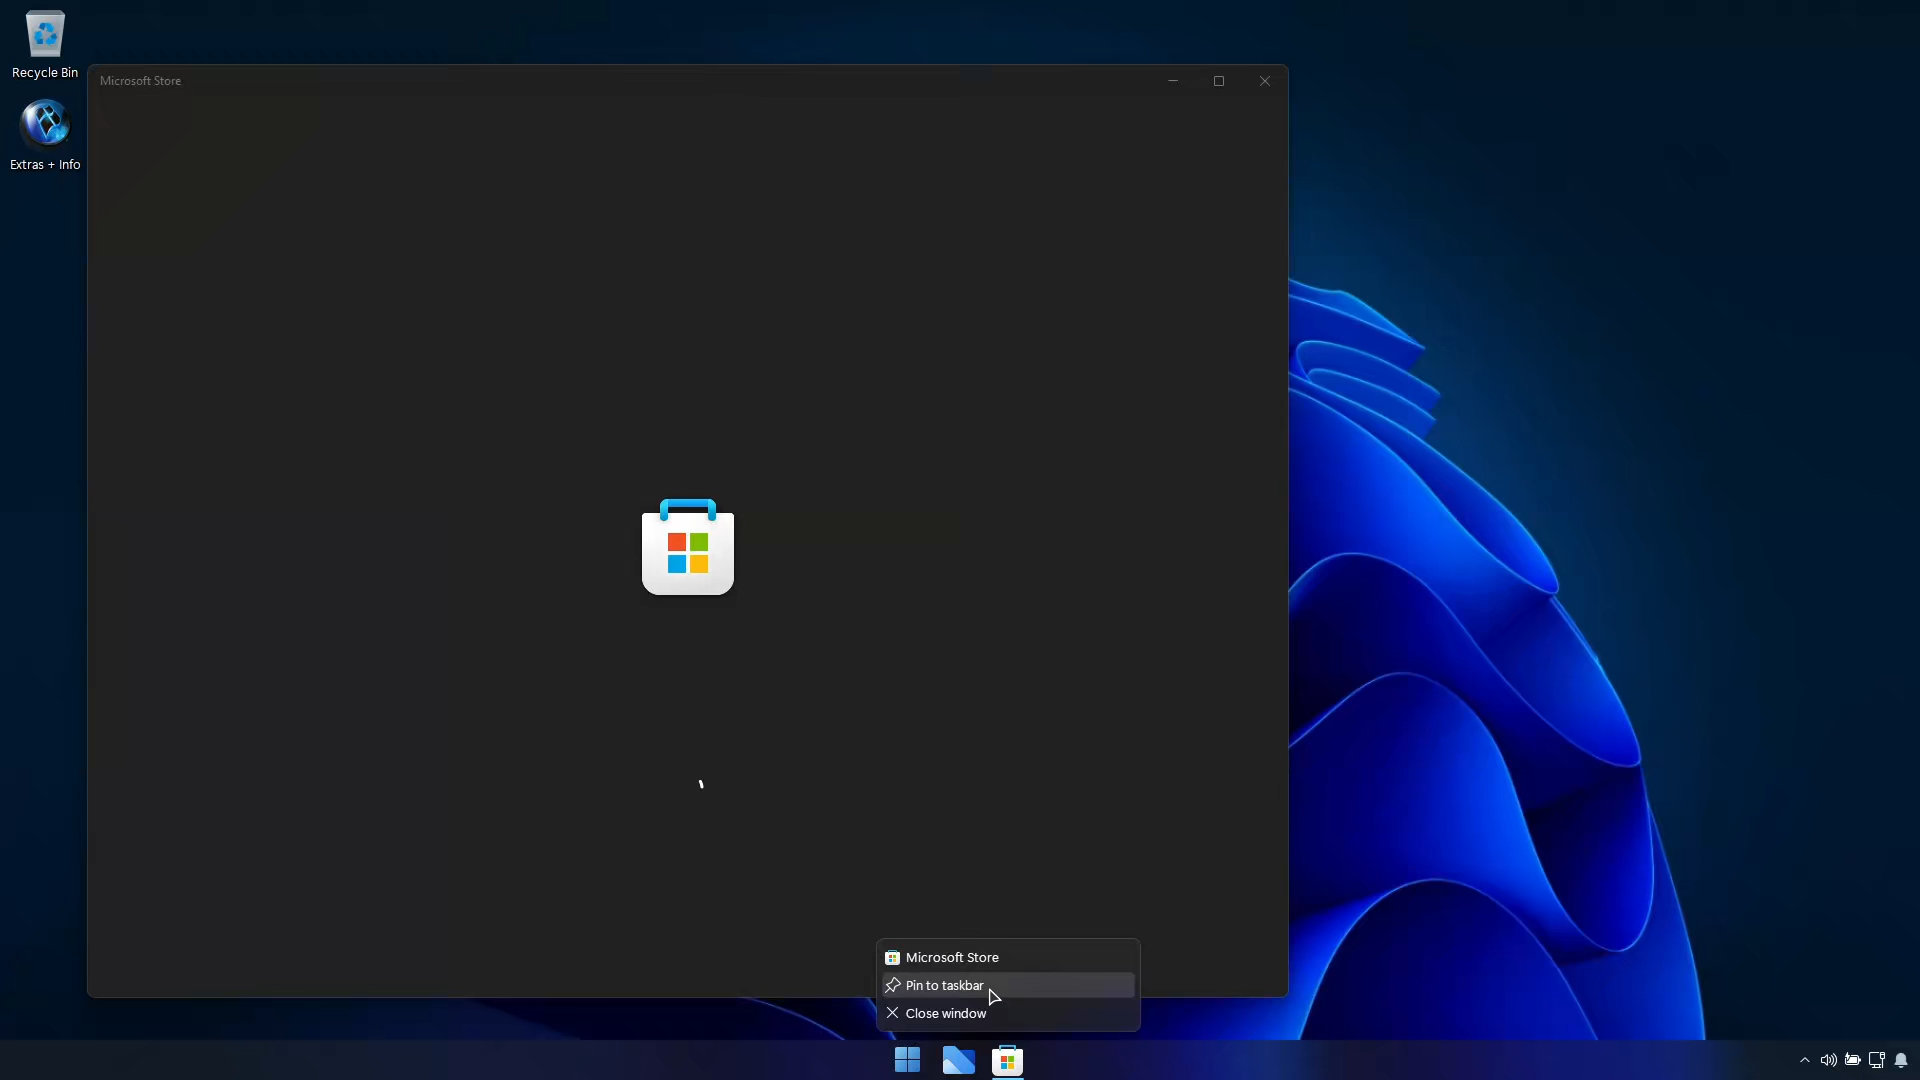 Recycle Bin
Extras + Info
Microsoft Store
Microsoft Store
Pin to taskbar
Close window